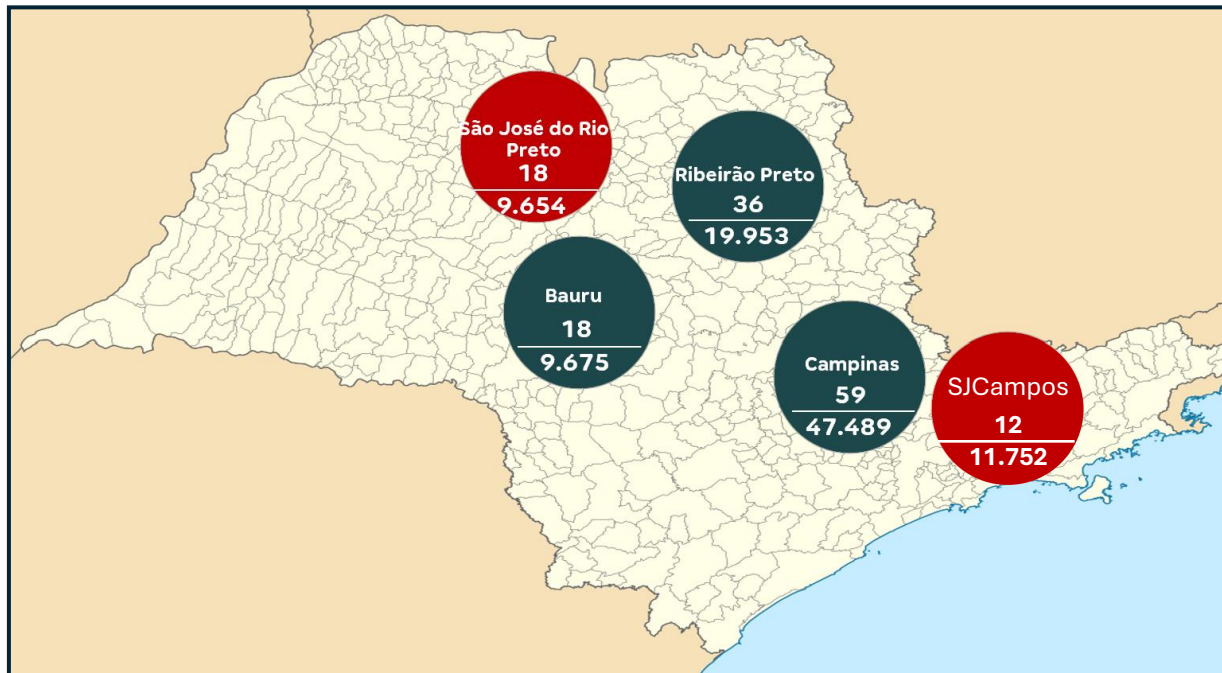 São José do Rio
Preto
18
9.654
Ribeirão Preto
36
19.953
Bauru
18
9.675
Campinas
59
47.489
SJCampos
12
11.752